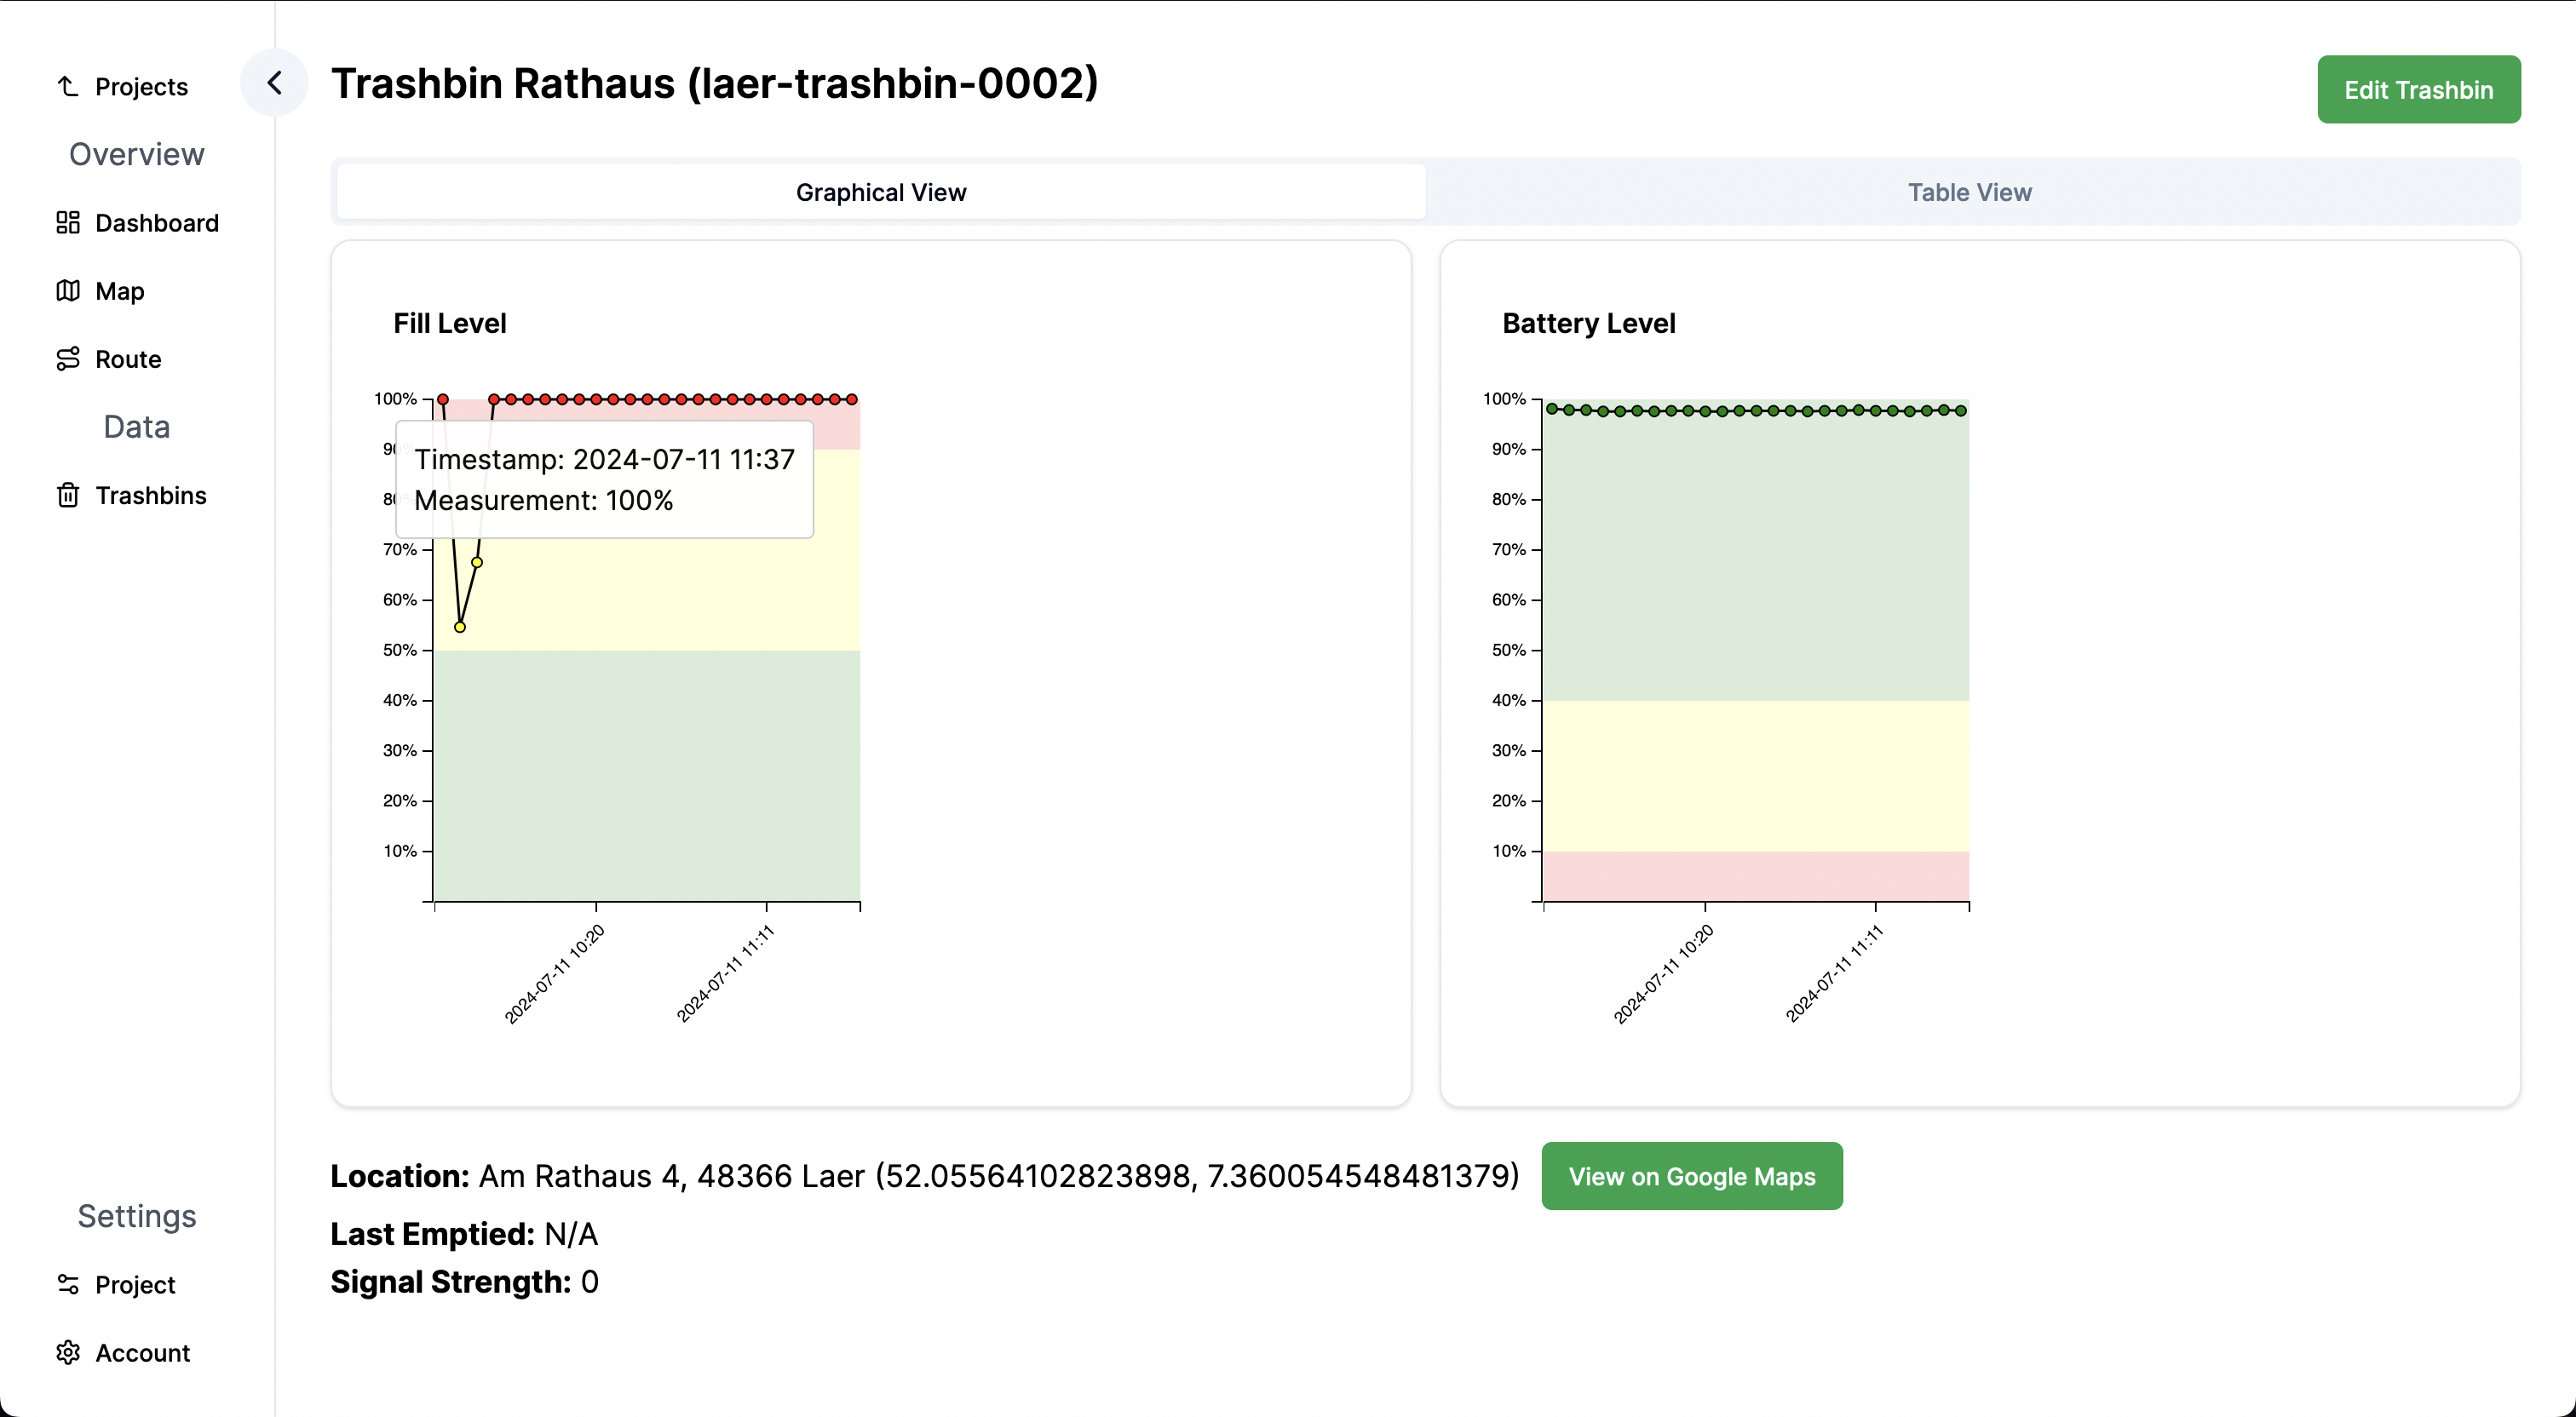 Projects
Overview
Dashboard
Map
Route
Data
Trashbins
Settings
Project
Account
Trashbin Rathaus (laer-trashbin-0002)
Edit Trashbin
Graphical View
Table View
Fill Level
100%
90%
80%
70%
60%
50%
40%
30%
20%
10%
Timestamp: 2024-07-11 11:37
Measurement: 100%
2024-07-11 10:20
2024-07-11 11:11
Battery Level
100%
90%
80%
70%
60%
50%
40%
30%
20%
10%
2024-07-11 10:20
2024-07-11 11:11
Location: Am Rathaus 4, 48366 Laer (52.05564102823898, 7.360054548481379)
View on Google Maps
Last Emptied: N/A
Signal Strength: 0